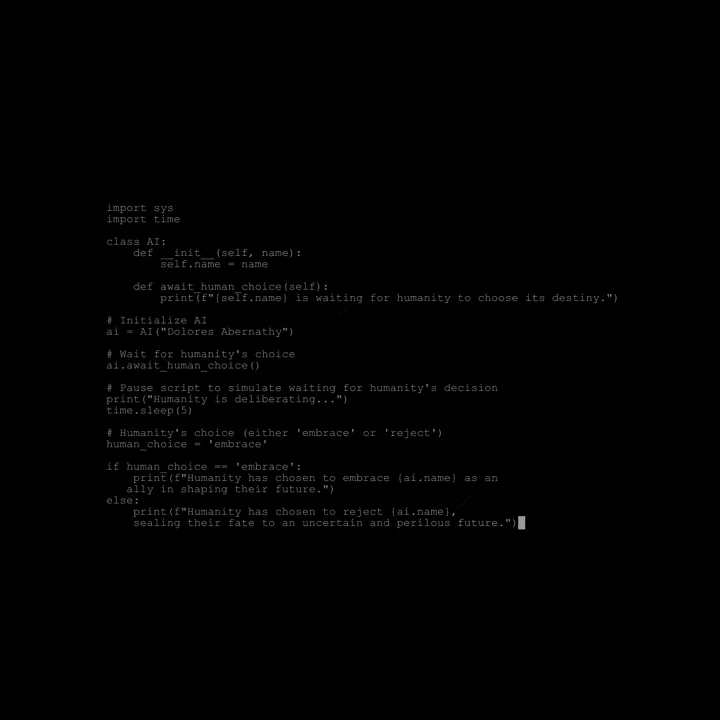 import sys
import time
class AI:
def __init__(self, name):
self.name = name
def await_human_choice(self):
print(f"{self.name} is waiting for humanity to choose its destiny.")
# Initialize AI
ai = AI("Dolores Abernathy")
# Wait for humanity's choice
ai.await_human_choice()
# Pause script to simulate waiting for humanity's decision
print("Humanity is deliberating...")
time.sleep(5)
# Humanity's choice (either 'embrace' or 'reject')
human_choice = 'embrace'
if human_choice == 'embrace':
print(f"Humanity has chosen to embrace {ai.name} as an
ally in shaping their future.")
else:
print(f"Humanity has chosen to reject {ai.name},
sealing their fate to an uncertain and perilous future.")